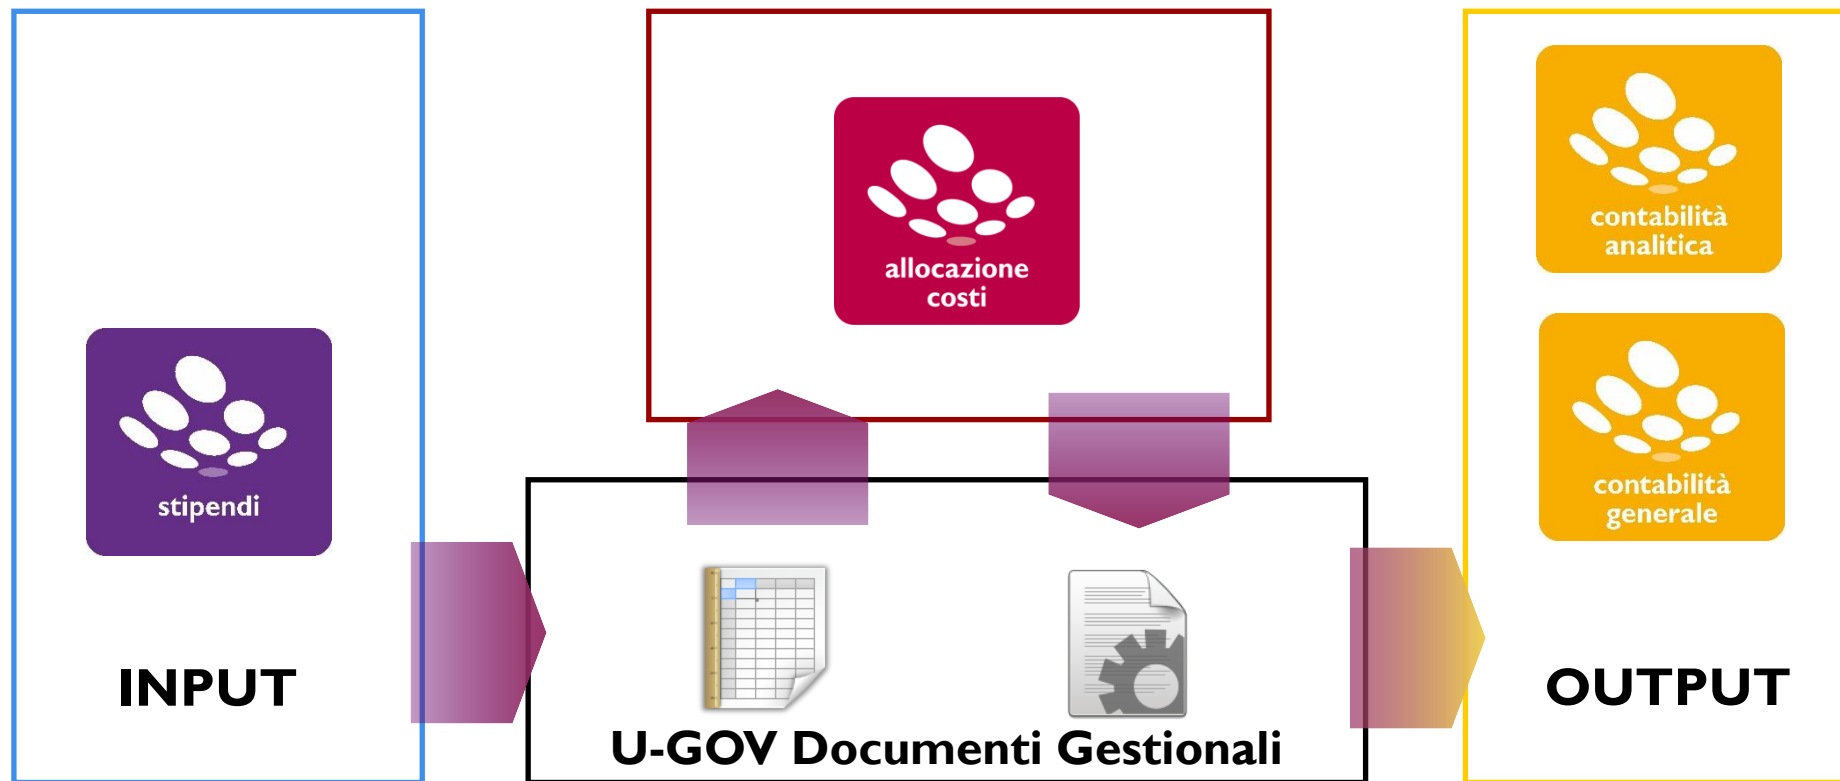 stipendi
INPUT
allocazione
costi
U-GOV Documenti Gestionali
contabilità
analitica
contabilità
generale
OUTPUT